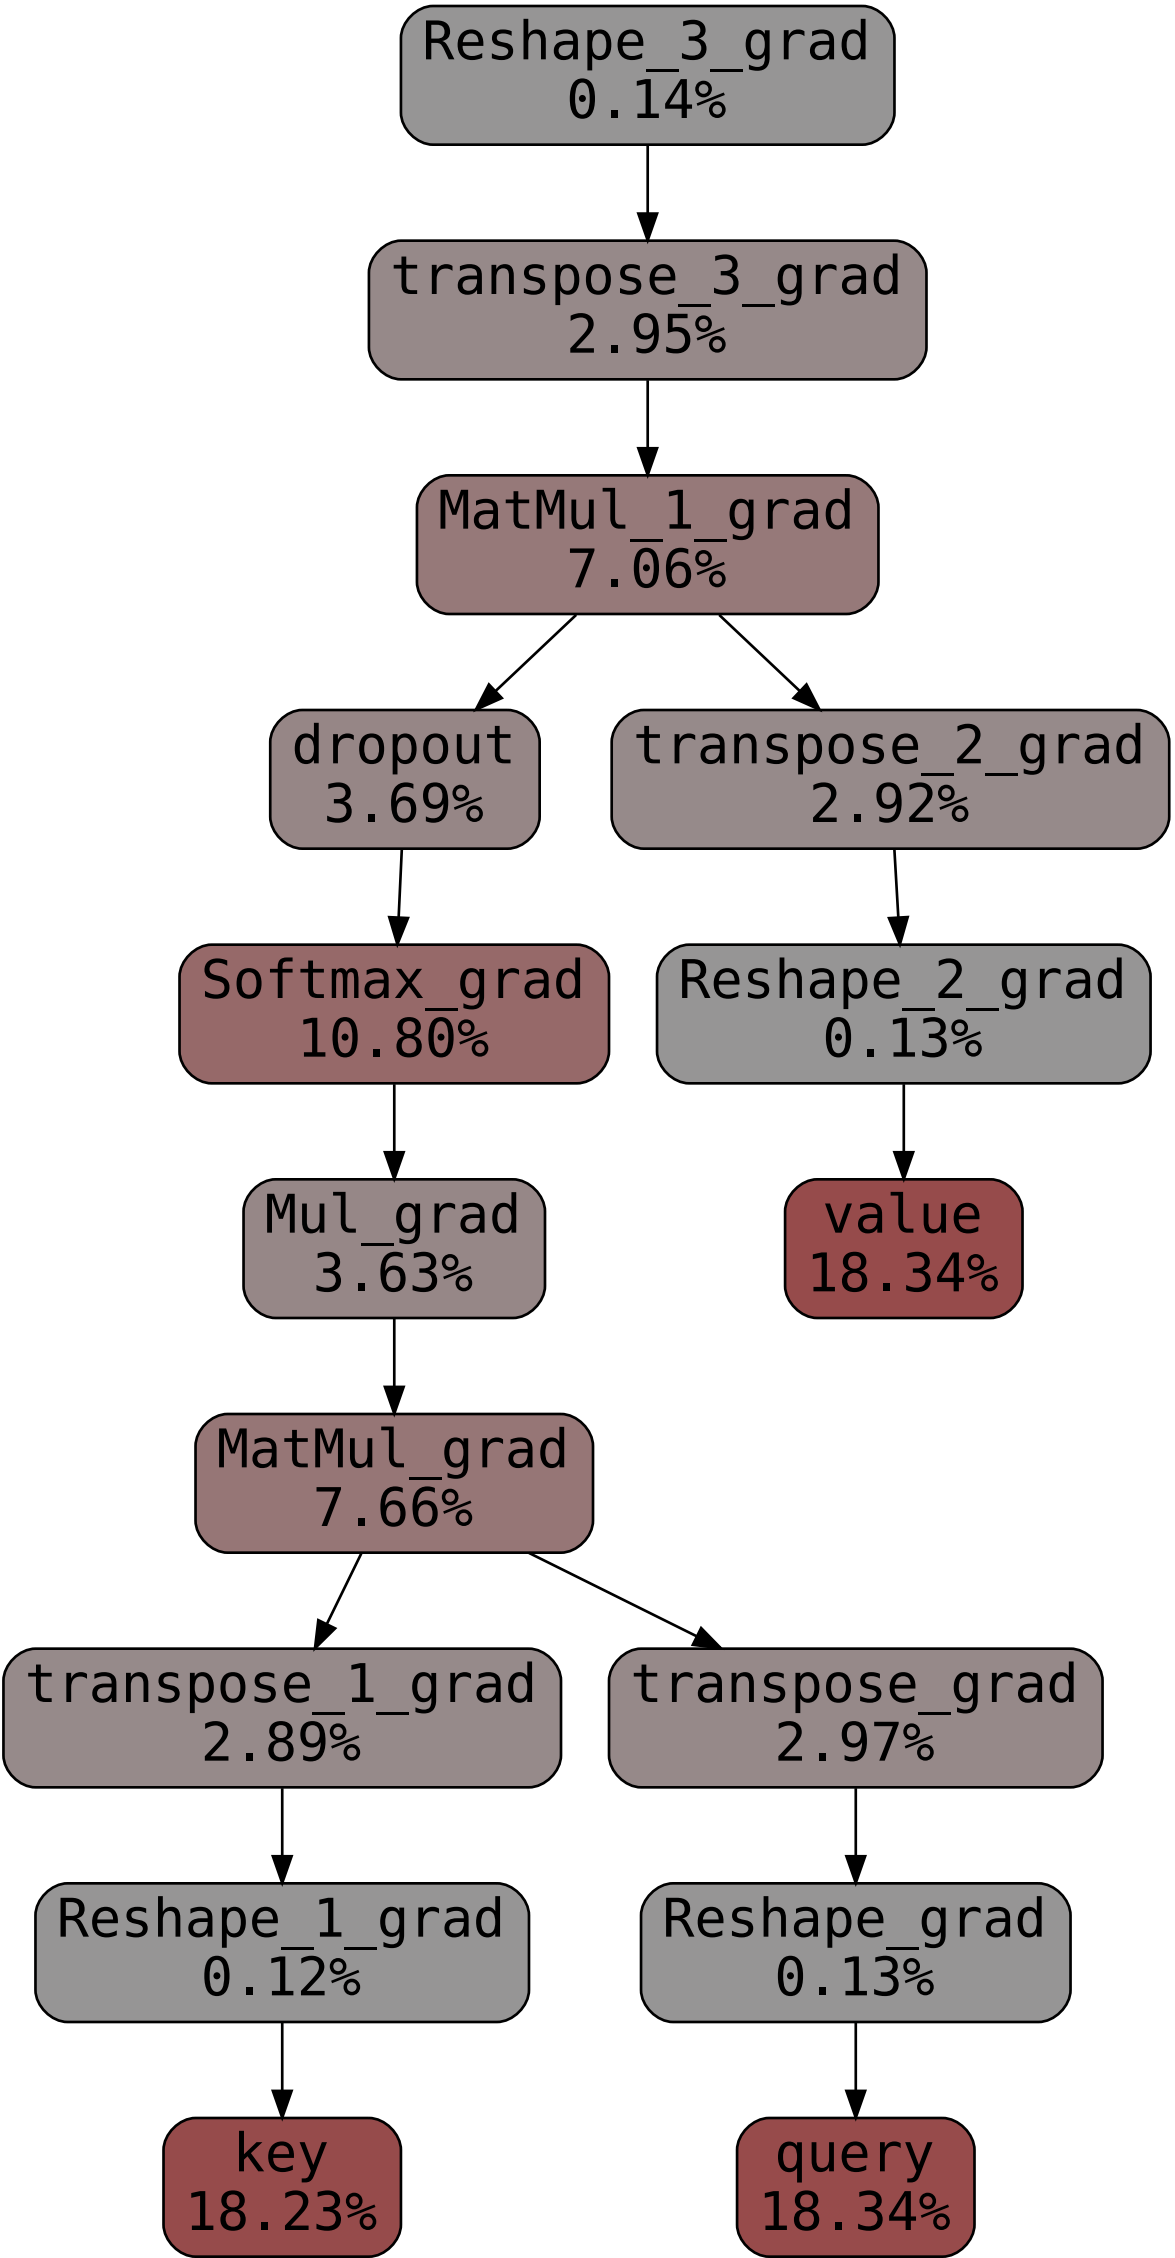 Reshape_3_grad
0.14%
transpose_3_grad
2.95%
MatMul_1_grad
7.06%
dropout
3.69%
transpose_2_grad
2.92%
Softmax_grad
10.80%
Reshape_2_grad
0.13%
Mul_grad
3.63%
value
18.34%
MatMul_grad
7.66%
transpose_1_grad
2.89%
transpose_grad
2.97%
Reshape_1_grad
0.12%
Reshape_grad
0.13%
key
18.23%
query
18.34%